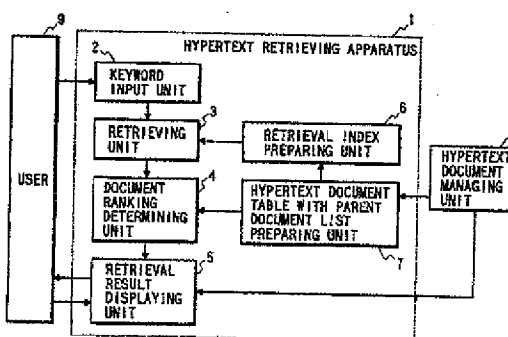 9
1
HYPERTEXT RETRIEVING APPARATUS
2
KEYWORD
INPUT UNIT
3
RETRIEVING
UNIT
6
RETRIEVAL INDEX
PREPARING UNIT
USER
4
DOCUMENT
RANKING
DETERMINING
UNIT
HYPERTEXT DOCUMENT
TABLE WITH PARENT
DOCUMENT LIST
PREPARING UNIT
7
HYPERTEXT
DOCUMENT
MANAGING
UNIT
5
RETRIEVAL
RESULT
DISPLAYING
UNIT